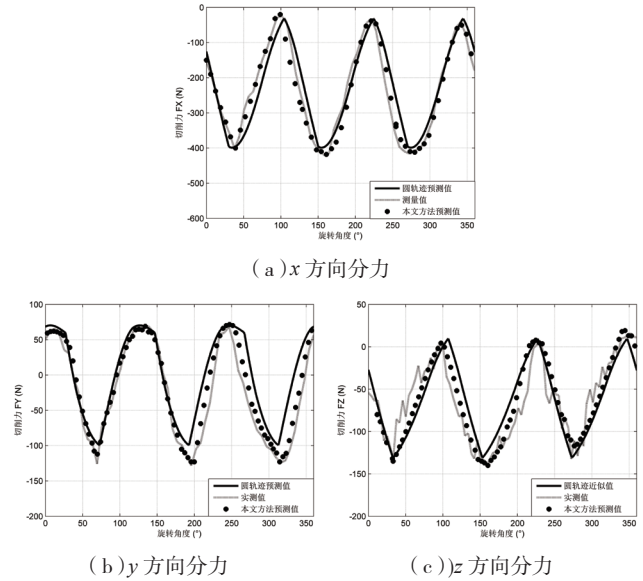 0
-100
-200
-300
-400
-500
-600
切削力 FX (N)
0 50 100 150 200 250 300 350
旋转角度 (°)
圆轨迹预测值
测量值
本文方法预测值
(a)x 方向分力
100
50
0
-50
-100
-150
-200
切削力 FY (N)
0 50 100 150 200 250 300 350
旋转角度 (°)
圆轨迹预测值
实测值
本文方法预测值
(b)y 方向分力
50
0
-50
-100
-150
-200
切削力 FZ (N)
0 50 100 150 200 250 300 350
旋转角度 (°)
圆轨迹近似值
实测值
本文方法预测值
(c)z 方向分力